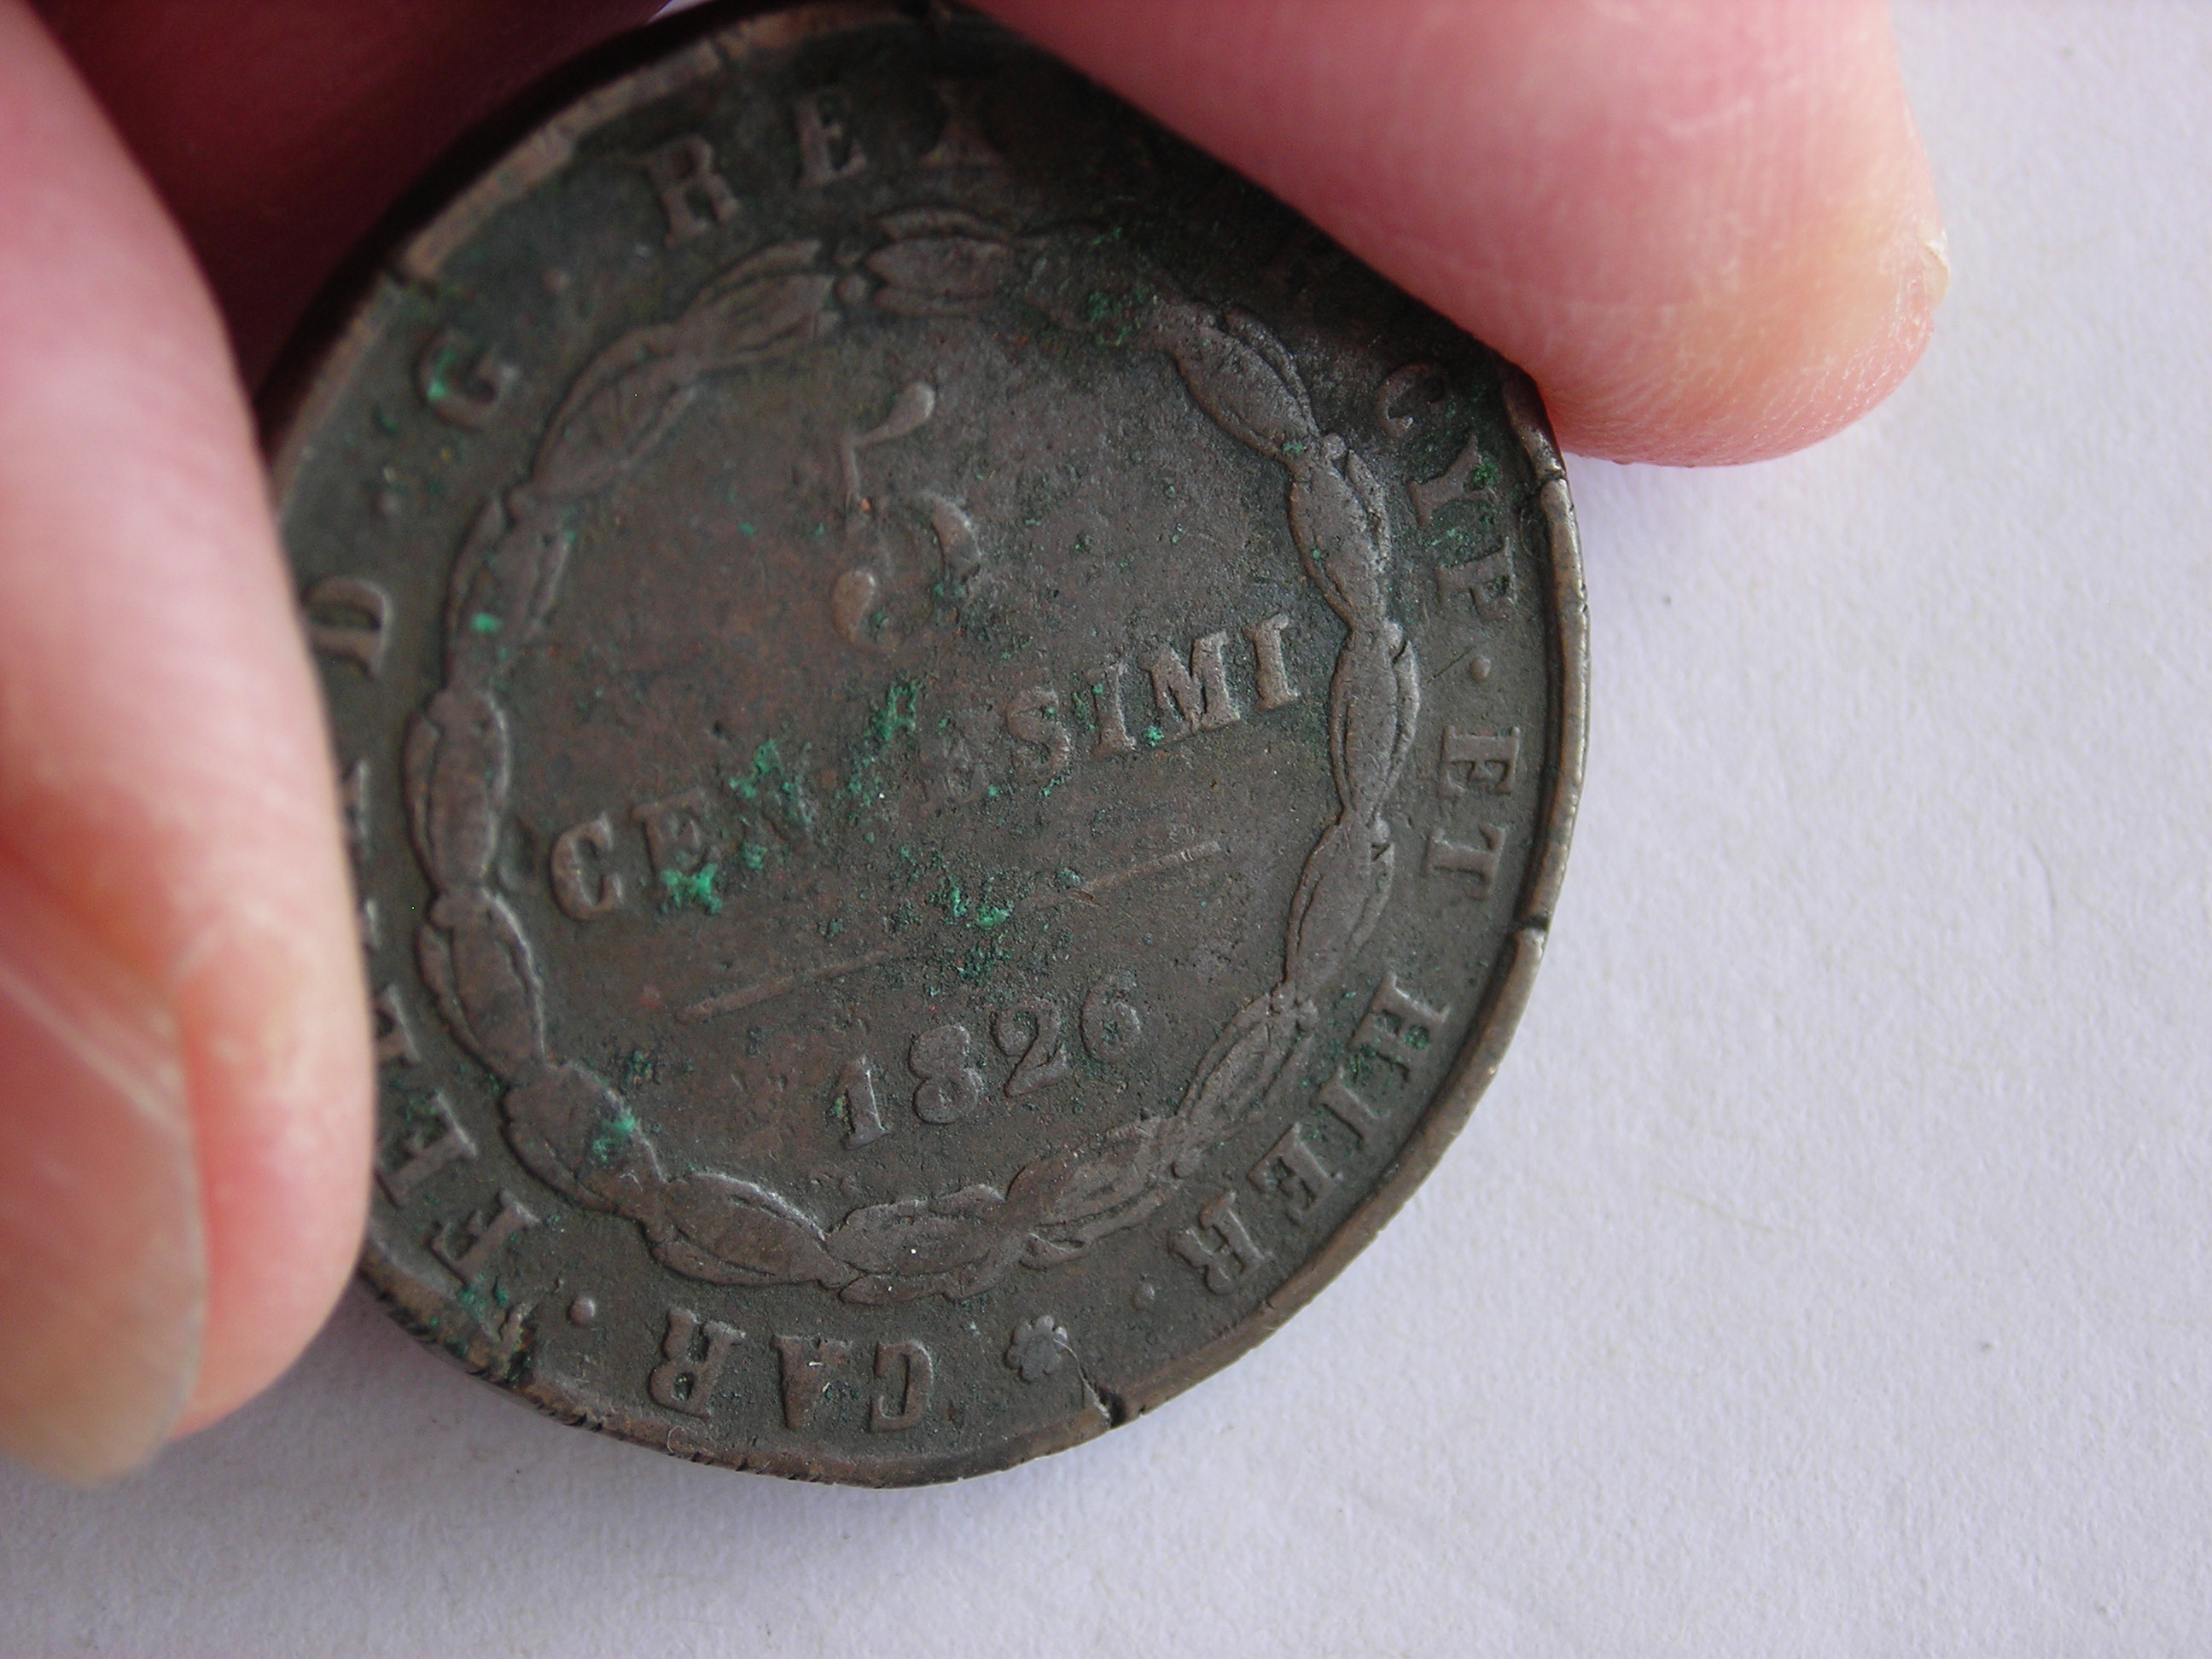 CAR · FEL · D · G · REX
CYP · ET HIER ·
5
CENTESIMI
1826